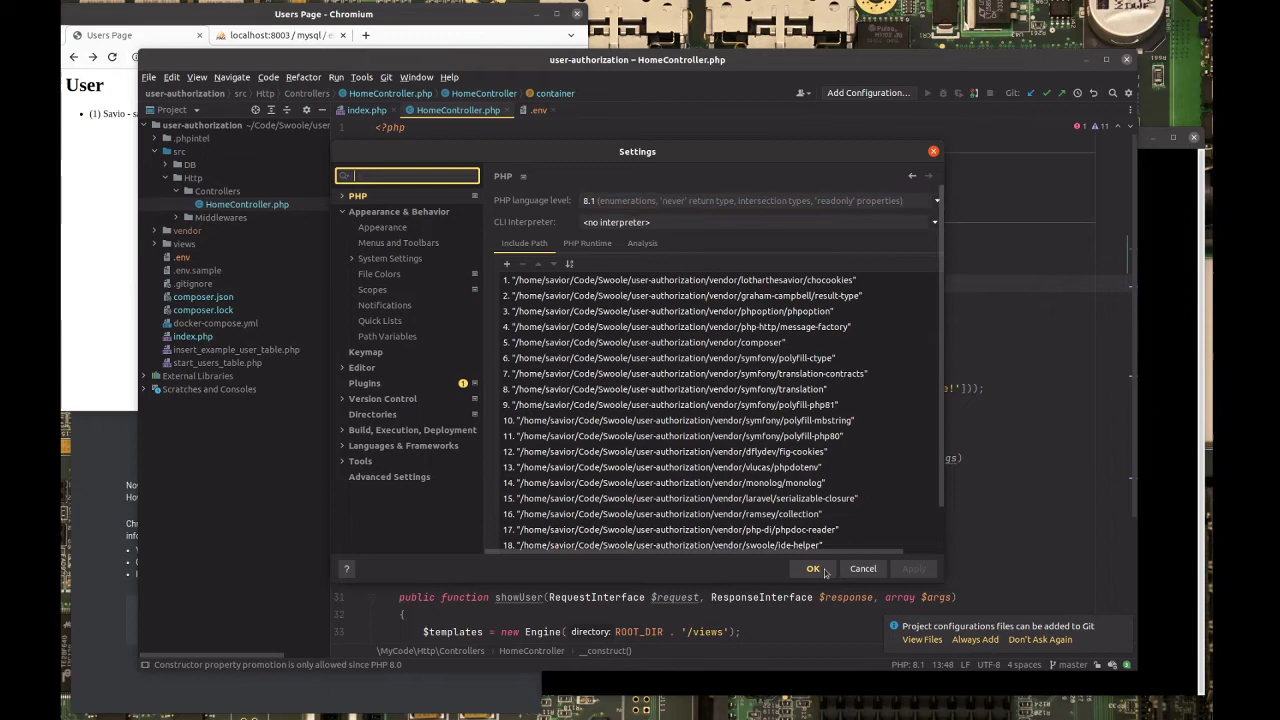 Users Page - Chromium
Users Page
localhost:8003 / mysql / e
User
(1) Savio - s
user-authorization – HomeController.php
File Edit View Navigate Code Refactor Run Tools Git Window Help
user-authorization src Http Controllers HomeController.php HomeController container
Add Configuration...
Git:
Project
index.php HomeController.php .env
user-authorization ~/Code/Swoole/user
.phpintel
src
DB
Http
Controllers
HomeController.php
Middlewares
vendor
views
.env
.env.sample
.gitignore
composer.json
composer.lock
docker-compose.yml
index.php
insert_example_user_table.php
start_users_table.php
External Libraries
Scratches and Consoles
1 <?php
1 11
Settings
PHP
Appearance & Behavior
Appearance
Menus and Toolbars
System Settings
File Colors
Scopes
Notifications
Quick Lists
Path Variables
Keymap
Editor
Plugins 1
Version Control
Directories
Build, Execution, Deployment
Languages & Frameworks
Tools
Advanced Settings
PHP
PHP language level: 8.1 (enumerations, 'never' return type, intersection types, 'readonly' properties)
CLI Interpreter: <no interpreter>
Include Path PHP Runtime Analysis
1. "/home/savior/Code/Swoole/user-authorization/vendor/lotharthesavior/chocookies"
2. "/home/savior/Code/Swoole/user-authorization/vendor/graham-campbell/result-type"
3. "/home/savior/Code/Swoole/user-authorization/vendor/phpoption/phpoption"
4. "/home/savior/Code/Swoole/user-authorization/vendor/php-http/message-factory"
5. "/home/savior/Code/Swoole/user-authorization/vendor/composer"
6. "/home/savior/Code/Swoole/user-authorization/vendor/symfony/polyfill-ctype"
7. "/home/savior/Code/Swoole/user-authorization/vendor/symfony/translation-contracts"
8. "/home/savior/Code/Swoole/user-authorization/vendor/symfony/translation"
9. "/home/savior/Code/Swoole/user-authorization/vendor/symfony/polyfill-php81"
10. "/home/savior/Code/Swoole/user-authorization/vendor/symfony/polyfill-mbstring"
11. "/home/savior/Code/Swoole/user-authorization/vendor/symfony/polyfill-php80"
12. "/home/savior/Code/Swoole/user-authorization/vendor/dflydev/fig-cookies"
13. "/home/savior/Code/Swoole/user-authorization/vendor/vlucas/phpdotenv"
14. "/home/savior/Code/Swoole/user-authorization/vendor/monolog/monolog"
15. "/home/savior/Code/Swoole/user-authorization/vendor/laravel/serializable-closure"
16. "/home/savior/Code/Swoole/user-authorization/vendor/ramsey/collection"
17. "/home/savior/Code/Swoole/user-authorization/vendor/php-di/phpdoc-reader"
18. "/home/savior/Code/Swoole/user-authorization/vendor/swoole/ide-helper"
? OK Cancel Apply
!']));
gs)
31 public function showUser(RequestInterface $request, ResponseInterface $response, array $args)
32 {
33 $templates = new Engine( directory: ROOT_DIR . '/views');
Project configurations files can be added to Git
View Files Always Add Don't Ask Again
\MyCode\Http\Controllers HomeController __construct()
Constructor property promotion is only allowed since PHP 8.0
PHP: 8.1 13:48 LF UTF-8 4 spaces master